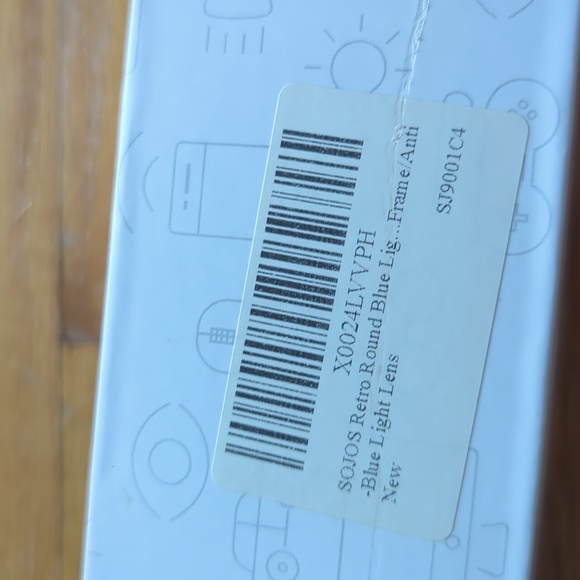 X0024LVVPH
SOJOS Retro Round Blue Lig...Frame/Anti
-Blue Light Lens
New
SJ9001C4